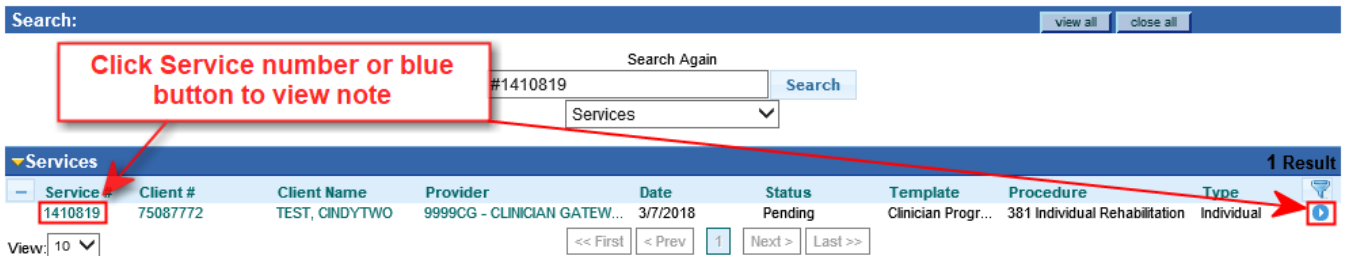 Search:
view all close all
Click Service number or blue
button to view note
Search Again
#1410819 Search
Services
Services 1 Result
Service # Client # Client Name Provider Date Status Template Procedure Type
1410819 75087772 TEST, CINDYTWO 9999CG - CLINICIAN GATEW... 3/7/2018 Pending Clinician Progr... 381 Individual Rehabilitation Individual
View: 10 << First < Prev 1 Next > Last >>